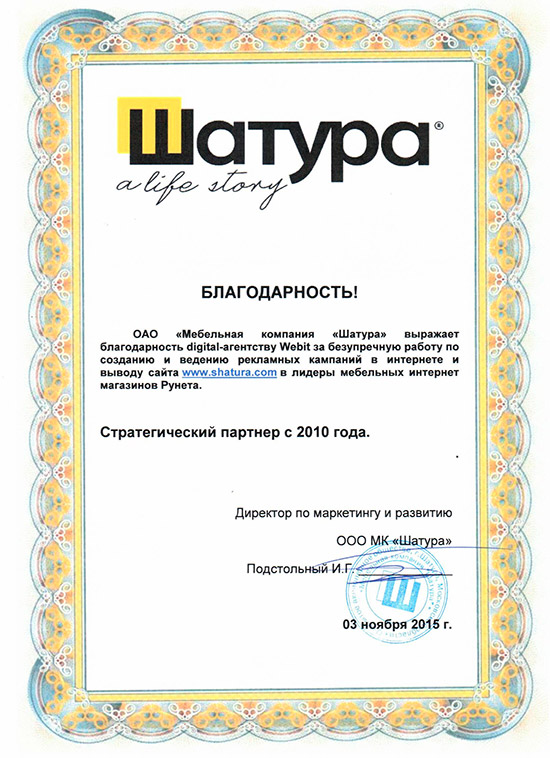 Шатура®
a life story
БЛАГОДАРНОСТЬ!
ОАО «Мебельная компания «Шатура» выражает
благодарность digital-агентству Webit за безупречную работу по
созданию и ведению рекламных кампаний в интернете и
выводу сайта www.shatura.com в лидеры мебельных интернет
магазинов Рунета.
Стратегический партнер с 2010 года.
.
Директор по маркетингу и развитию
ООО МК «Шатура»
Подстольный И.Г.
Ш
03 ноября 2015 г.